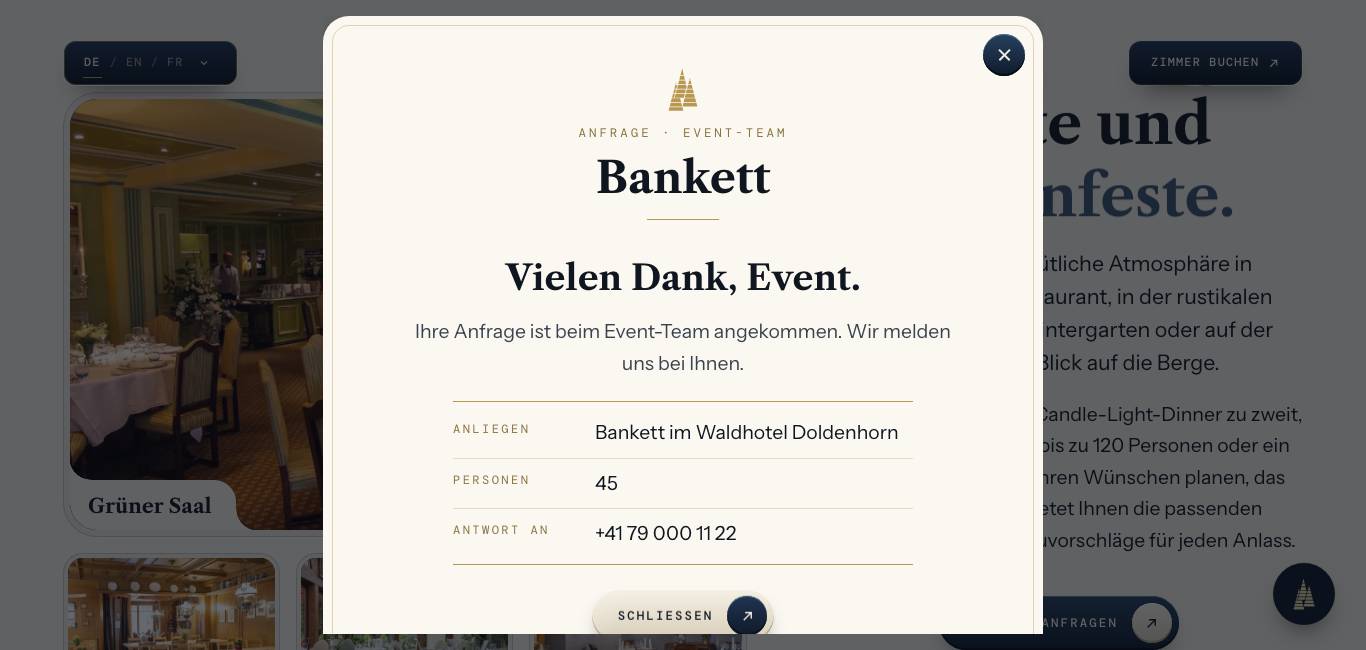 DE / EN / FR
ZIMMER BUCHEN
ANFRAGE · EVENT-TEAM
Bankett
Vielen Dank, Event.
Ihre Anfrage ist beim Event-Team angekommen. Wir melden
uns bei Ihnen.
ANLIEGEN Bankett im Waldhotel Doldenhorn
PERSONEN 45
ANTWORT AN +41 79 000 11 22
SCHLIESSEN
Grüner Saal
te und
nfeste.
ütliche Atmosphäre in
aurant, in der rustikalen
ntergarten oder auf der
Blick auf die Berge.
Candle-Light-Dinner zu zweit,
bis zu 120 Personen oder ein
hren Wünschen planen, das
etet Ihnen die passenden
uvorschläge für jeden Anlass.
ANFRAGEN